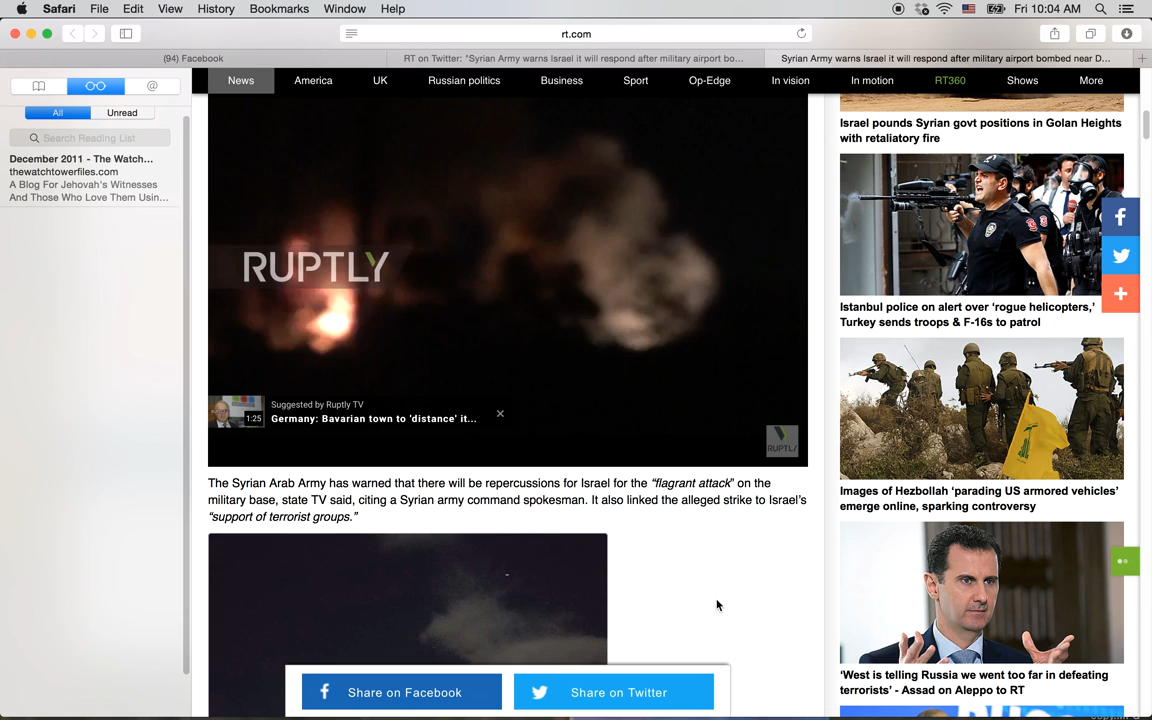 Safari File Edit View History Bookmarks Window Help
Fri 10:04 AM
rt.com
(94) Facebook
RT on Twitter: "Syrian Army warns Israel it will respond after military airport bo...
Syrian Army warns Israel it will respond after military airport bombed near D...
All Unread
Search Reading List
December 2011 - The Watch...
thewatchtowerfiles.com
A Blog For Jehovah's Witnesses
And Those Who Love Them Usin...
News America UK Russian politics Business Sport Op-Edge In vision In motion RT360 Shows More
RUPTLY
1:25
Suggested by Ruptly TV
Germany: Bavarian town to 'distance' it...
RUPTLY
The Syrian Arab Army has warned that there will be repercussions for Israel for the “flagrant attack” on the
military base, state TV said, citing a Syrian army command spokesman. It also linked the alleged strike to Israel’s
“support of terrorist groups.”
Share on Facebook
Share on Twitter
Israel pounds Syrian govt positions in Golan Heights
with retaliatory fire
Istanbul police on alert over ‘rogue helicopters,’
Turkey sends troops & F-16s to patrol
Images of Hezbollah ‘parading US armored vehicles’
emerge online, sparking controversy
‘West is telling Russia we went too far in defeating
terrorists’ - Assad on Aleppo to RT